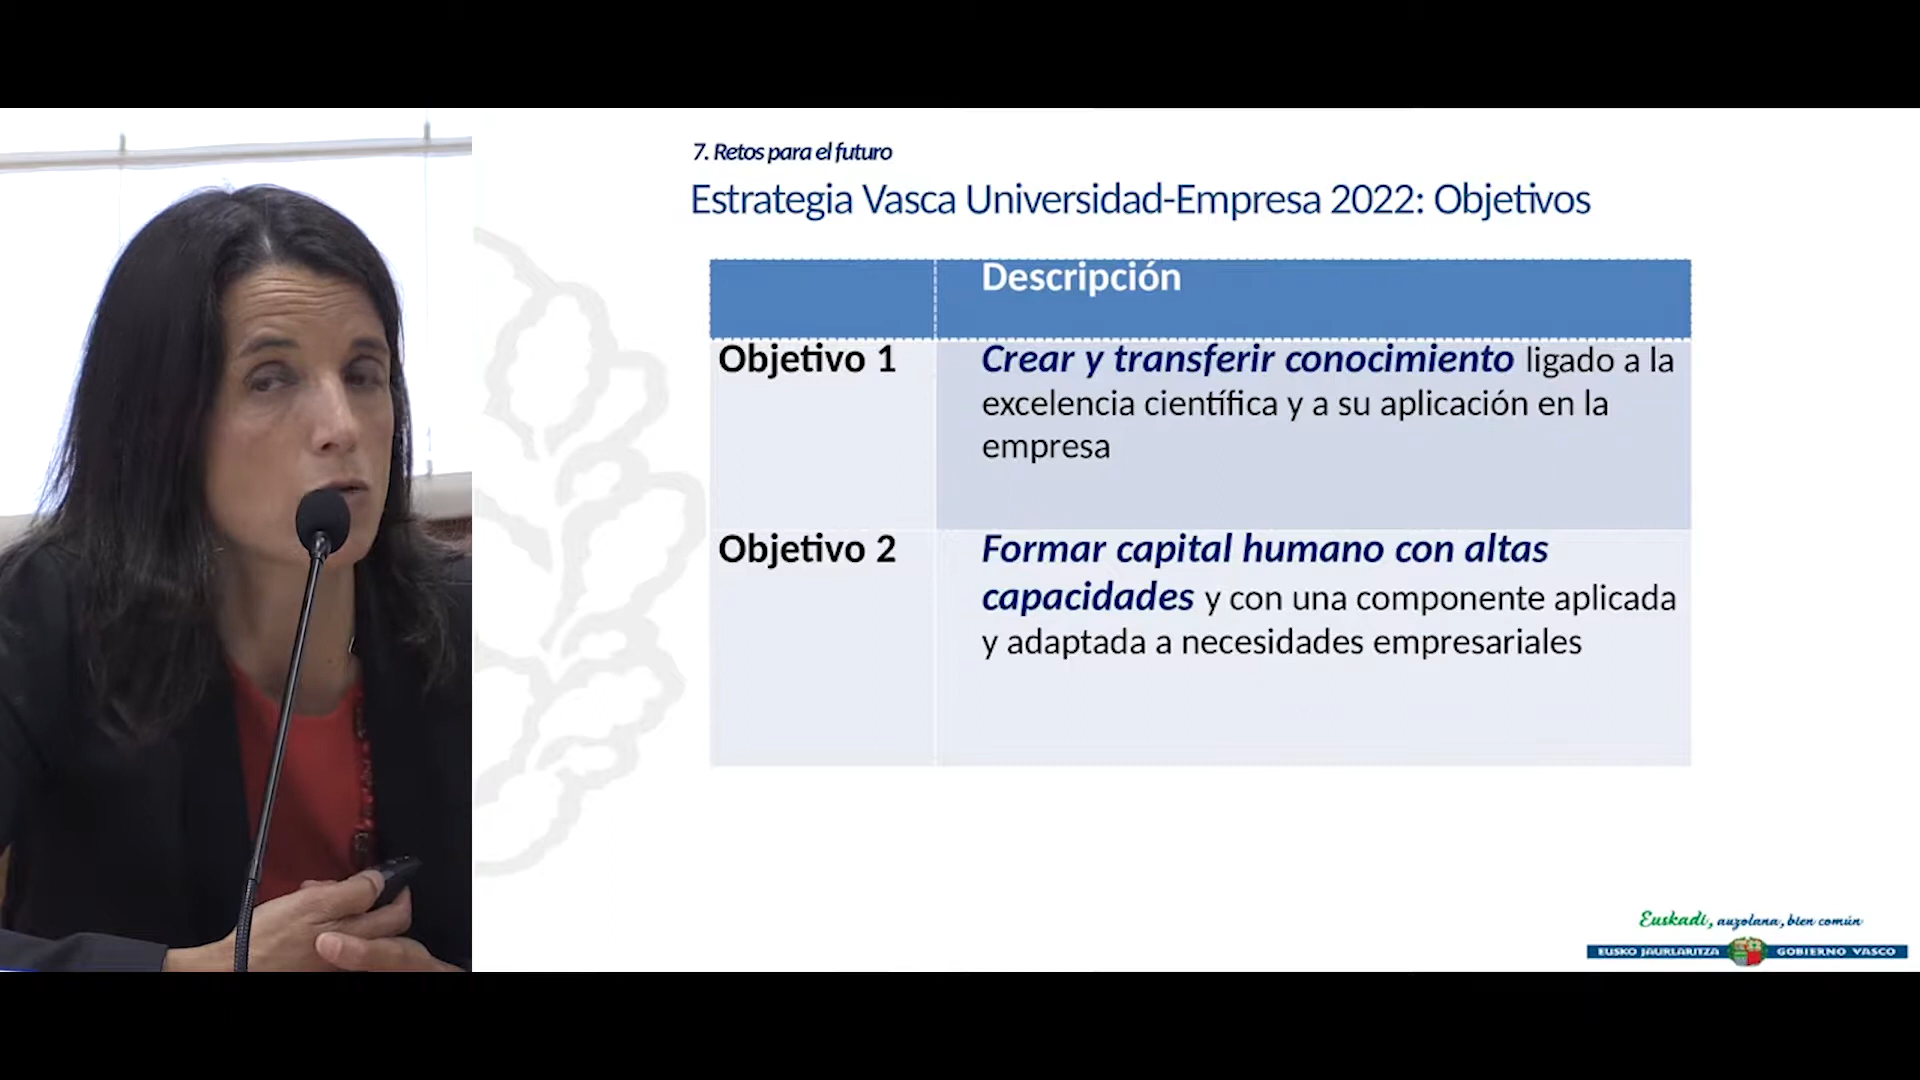 7. Retos para el futuro
Estrategia Vasca Universidad-Empresa 2022: Objetivos
Descripción
Objetivo 1
Crear y transferir conocimiento ligado a la
excelencia científica y a su aplicación en la
empresa
Objetivo 2
Formar capital humano con altas
capacidades y con una componente aplicada
y adaptada a necesidades empresariales
Euskadi, auzolana, bien común
EUSKO JAURLARITZA GOBIERNO VASCO